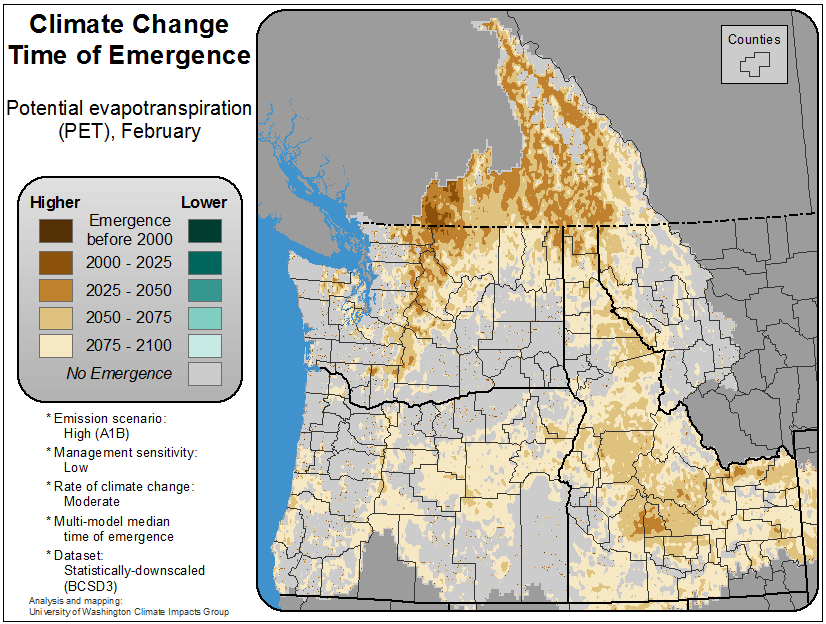 Climate Change
Time of Emergence
Potential evapotranspiration
(PET), February
Higher
Lower
Emergence
before 2000
2000 - 2025
2025 - 2050
2050 - 2075
2075 - 2100
No Emergence
* Emission scenario:
High (A1B)
* Management sensitivity:
Low
* Rate of climate change:
Moderate
* Multi-model median
time of emergence
* Dataset:
Statistically-downscaled
(BCSD3)
Analysis and mapping:
University of Washington Climate Impacts Group
Counties